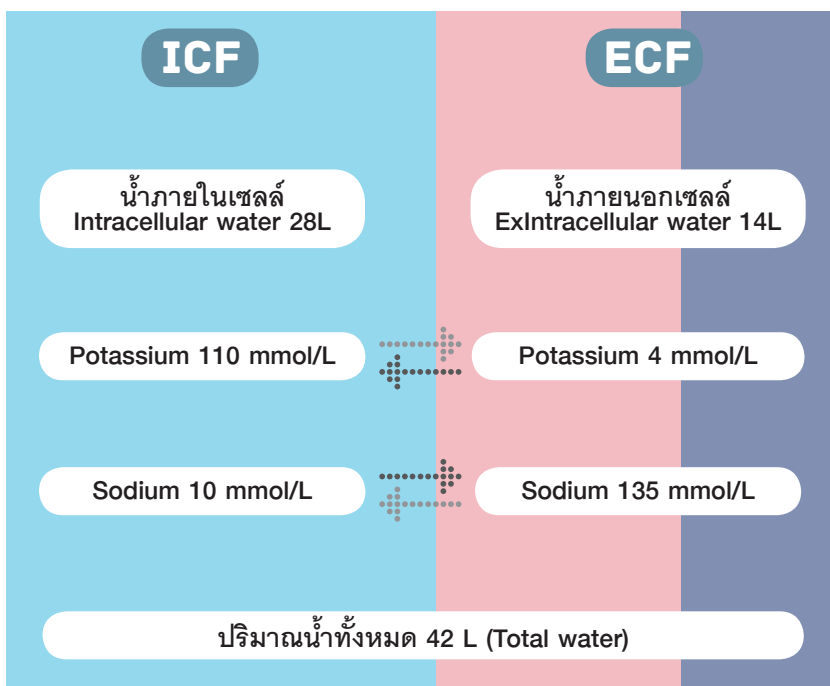 ICF
ECF
น้ำภายในเซลล์
Intracellular water 28L
น้ำภายนอกเซลล์
ExIntracellular water 14L
Potassium 110 mmol/L
Potassium 4 mmol/L
Sodium 10 mmol/L
Sodium 135 mmol/L
ปริมาณน้ำทั้งหมด 42 L (Total water)